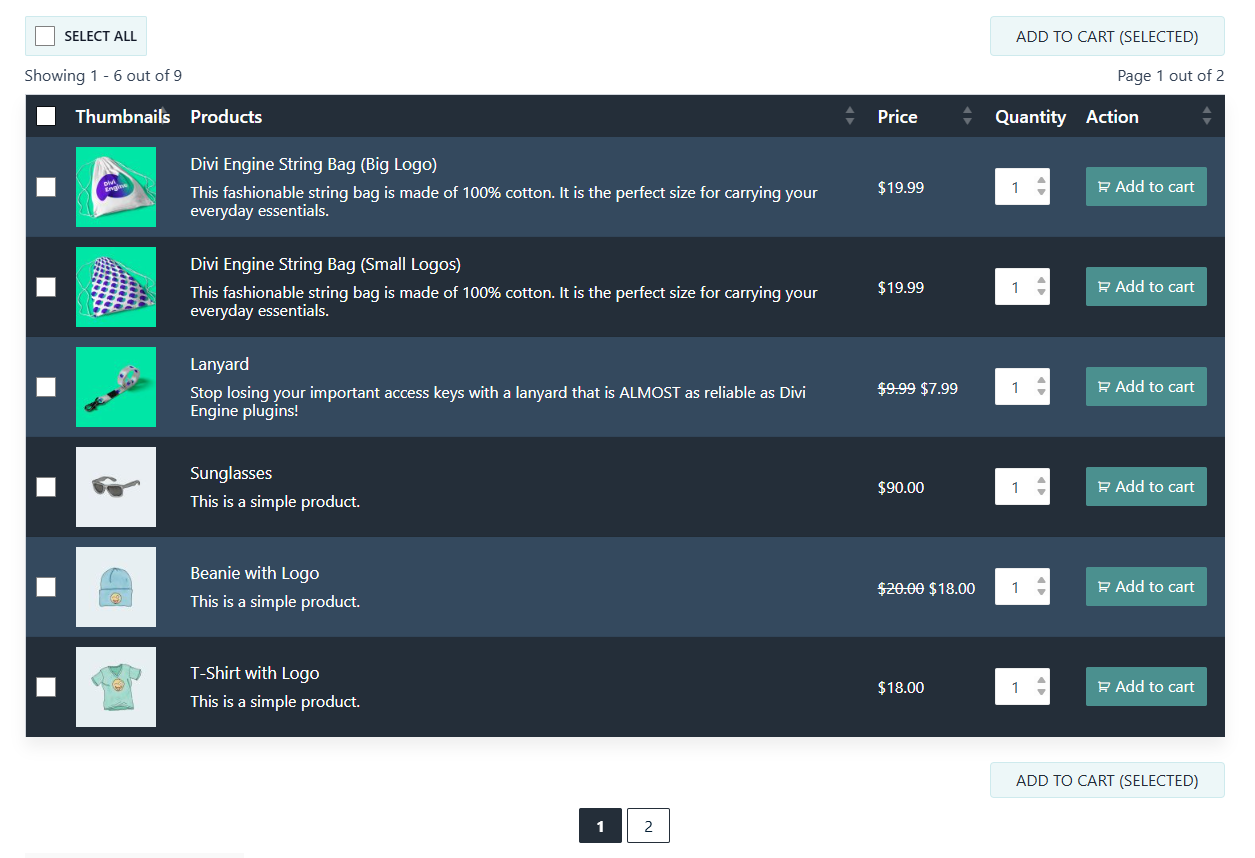 SELECT ALL
ADD TO CART (SELECTED)
Showing 1 - 6 out of 9
Page 1 out of 2
Thumbnails Products Price Quantity Action
Divi Engine
Divi Engine String Bag (Big Logo)
This fashionable string bag is made of 100% cotton. It is the perfect size for carrying your
everyday essentials.
$19.99
1
Add to cart
Divi Engine String Bag (Small Logos)
This fashionable string bag is made of 100% cotton. It is the perfect size for carrying your
everyday essentials.
$19.99
1
Add to cart
Lanyard
Stop losing your important access keys with a lanyard that is ALMOST as reliable as Divi
Engine plugins!
$9.99 $7.99
1
Add to cart
Sunglasses
This is a simple product.
$90.00
1
Add to cart
Beanie with Logo
This is a simple product.
$20.00 $18.00
1
Add to cart
T-Shirt with Logo
This is a simple product.
$18.00
1
Add to cart
ADD TO CART (SELECTED)
1 2